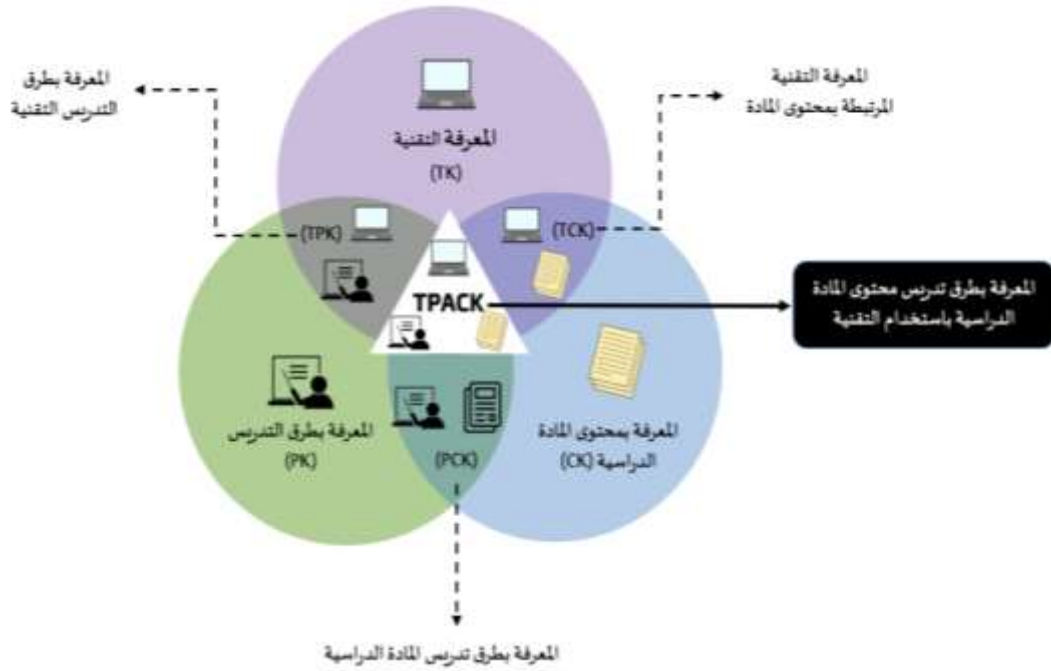 المعرفة التقنية
(TK)
المعرفة التقنية
المرتبطة بمحتوى المادة
المعرفة بطرق
التدريس التقنية
(TCK)
(TPK)
TPACK
المعرفة بطرق تدريس محتوى المادة
الدراسية باستخدام التقنية
المعرفة بمحتوى المادة
الدراسية (CK)
المعرفة بطرق التدريس
(PK)
(PCK)
المعرفة بطرق تدريس المادة الدراسية